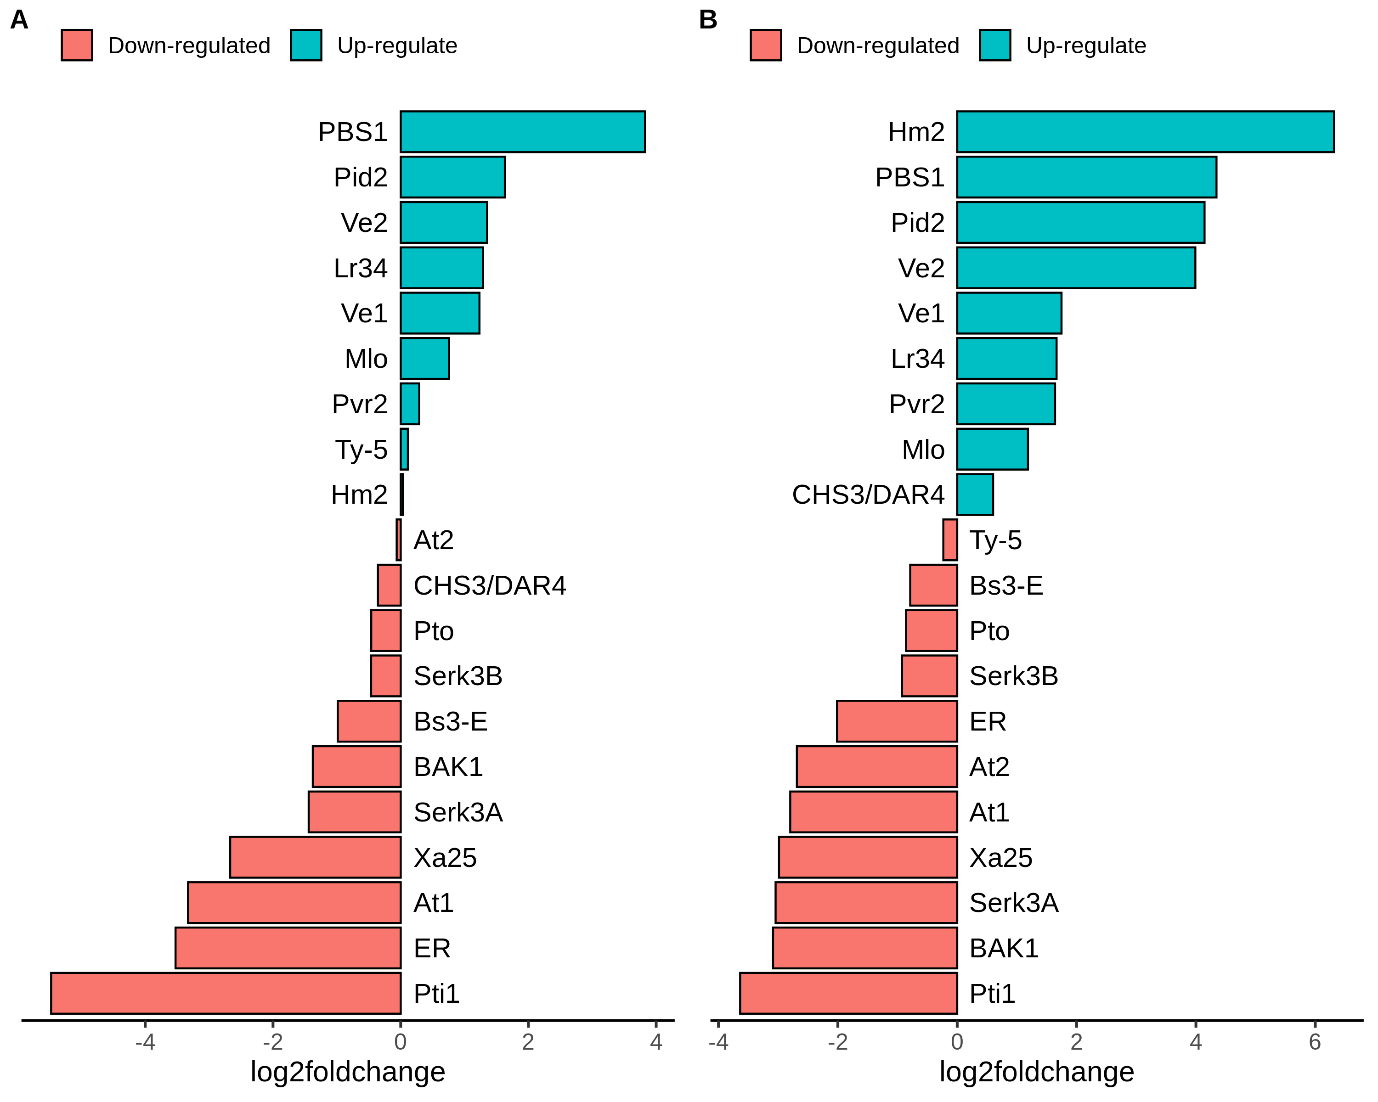 A
Down-regulated Up-regulate
PBS1
Pid2
Ve2
Lr34
Ve1
Mlo
Pvr2
Ty-5
Hm2
At2
CHS3/DAR4
Pto
Serk3B
Bs3-E
BAK1
Serk3A
Xa25
At1
ER
Pti1
-4 -2 0 2 4
log2foldchange
B
Down-regulated Up-regulate
Hm2
PBS1
Pid2
Ve2
Ve1
Lr34
Pvr2
Mlo
CHS3/DAR4
Ty-5
Bs3-E
Pto
Serk3B
ER
At2
At1
Xa25
Serk3A
BAK1
Pti1
-4 -2 0 2 4 6
log2foldchange